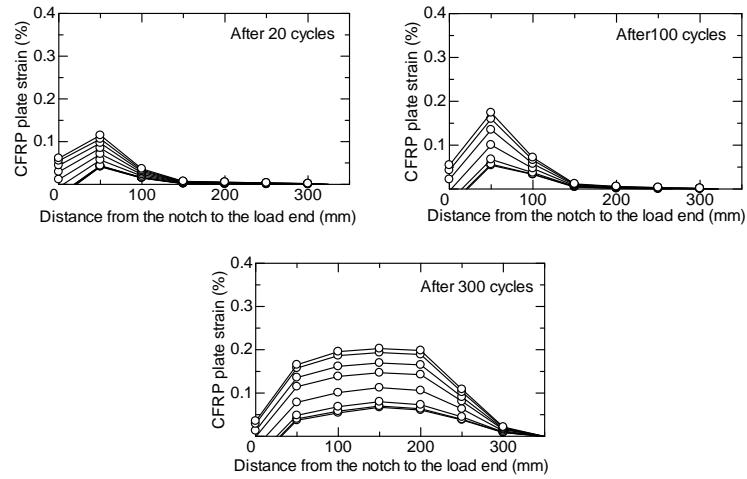 0.4
After 20 cycles
0.3
0.2
0.1
0 100 200 300
CFRP plate strain (%)
Distance from the notch to the load end (mm)
0.4
After100 cycles
0.3
0.2
0.1
0 100 200 300
CFRP plate strain (%)
Distance from the notch to the load end (mm)
0.4
After 300 cycles
0.3
0.2
0.1
0 100 200 300
CFRP plate strain (%)
Distance from the notch to the load end (mm)